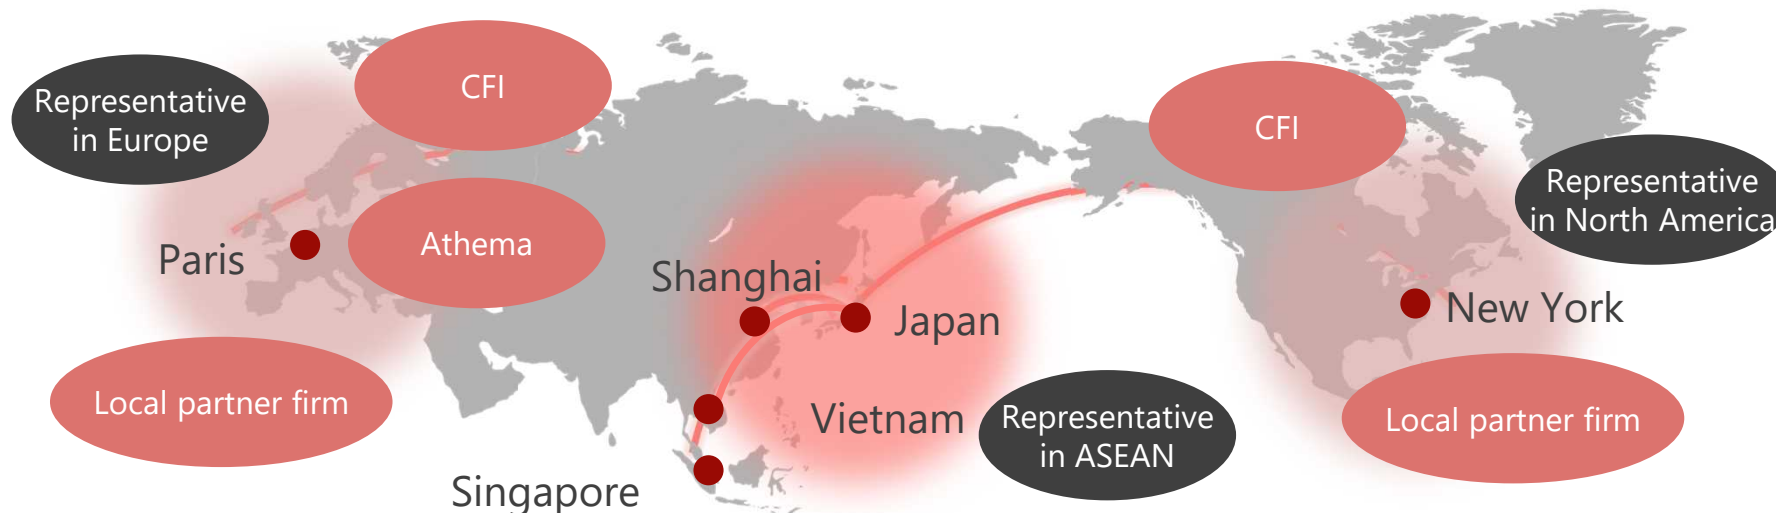 CFI
Representative
in Europe
CFI
Representative
in North America
Athema
Paris
Shanghai
Japan
New York
Local partner firm
Vietnam
Representative
in ASEAN
Local partner firm
Singapore